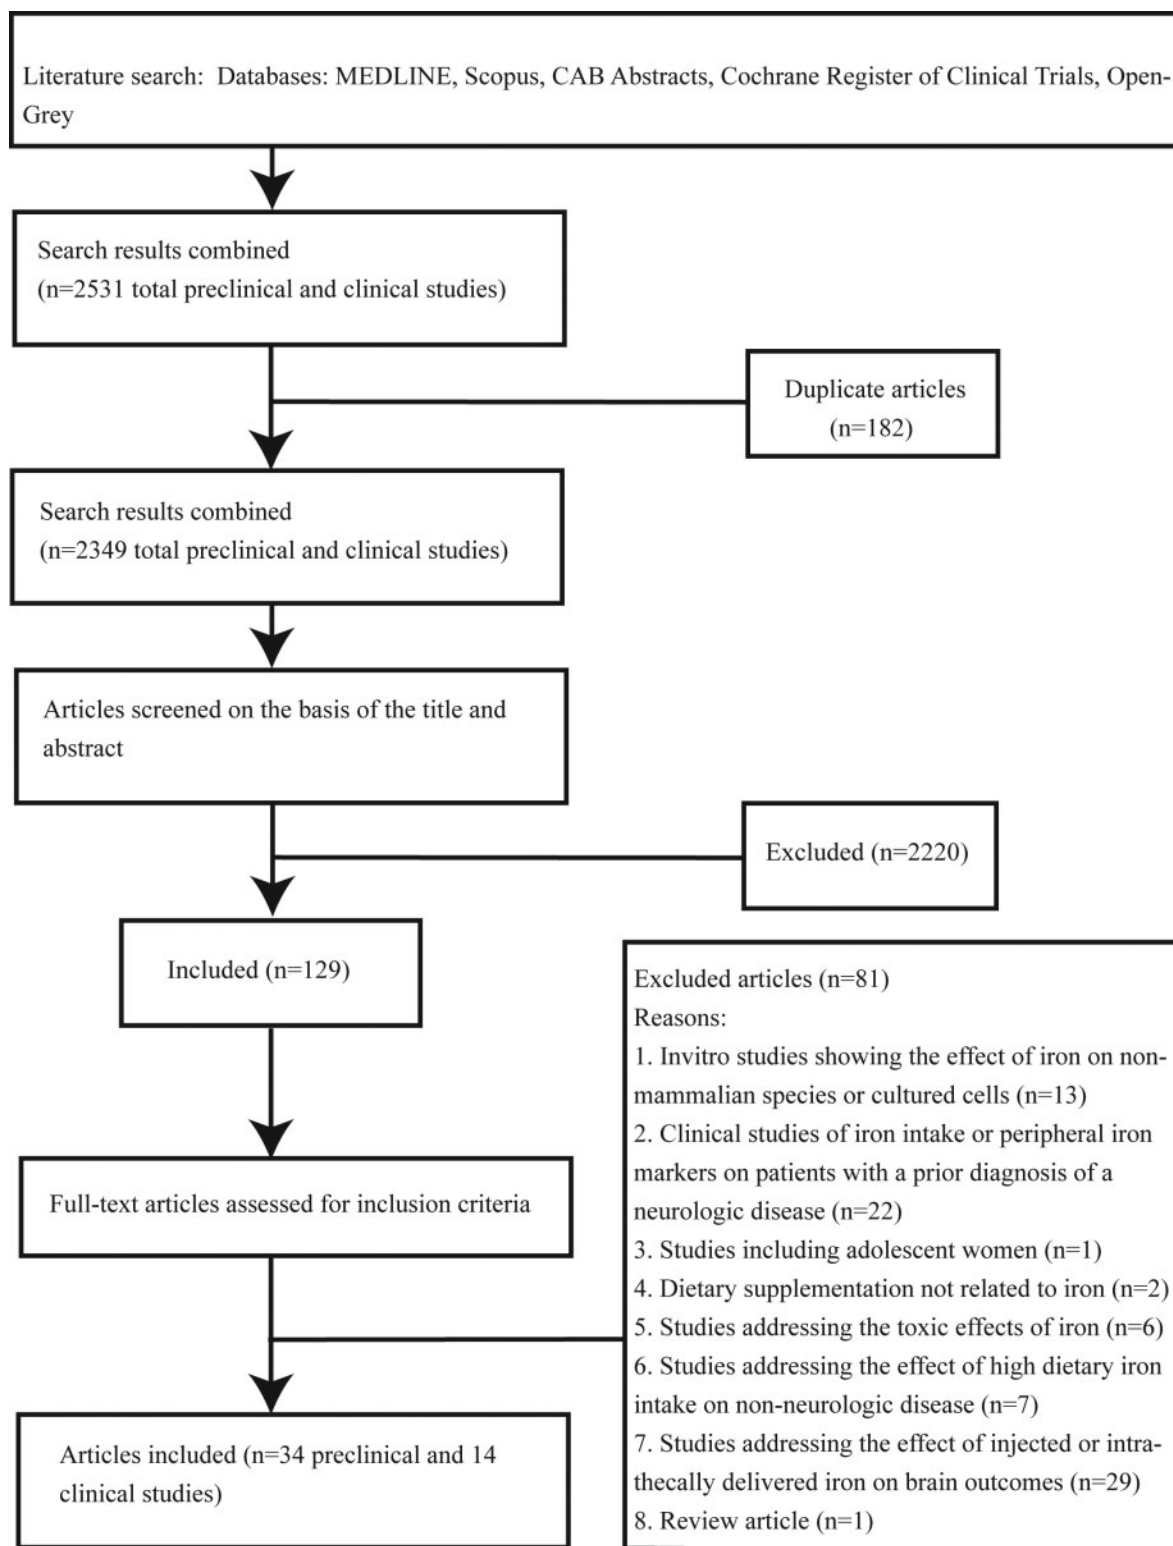 Literature search:  Databases: MEDLINE, Scopus, CAB Abstracts, Cochrane Register of Clinical Trials, Open-
Grey
Search results combined
(n=2531 total preclinical and clinical studies)
Duplicate articles
(n=182)
Search results combined
(n=2349 total preclinical and clinical studies)
Articles screened on the basis of the title and
abstract
Excluded (n=2220)
Included (n=129)
Excluded articles (n=81)
Reasons:
1. Invitro studies showing the effect of iron on non-
mammalian species or cultured cells (n=13)
2. Clinical studies of iron intake or peripheral iron
markers on patients with a prior diagnosis of a
neurologic disease (n=22)
3. Studies including adolescent women (n=1)
4. Dietary supplementation not related to iron (n=2)
5. Studies addressing the toxic effects of iron (n=6)
6. Studies addressing the effect of high dietary iron
intake on non-neurologic disease (n=7)
7. Studies addressing the effect of injected or intra-
thecally delivered iron on brain outcomes (n=29)
8. Review article (n=1)
Full-text articles assessed for inclusion criteria
Articles included (n=34 preclinical and 14
clinical studies)